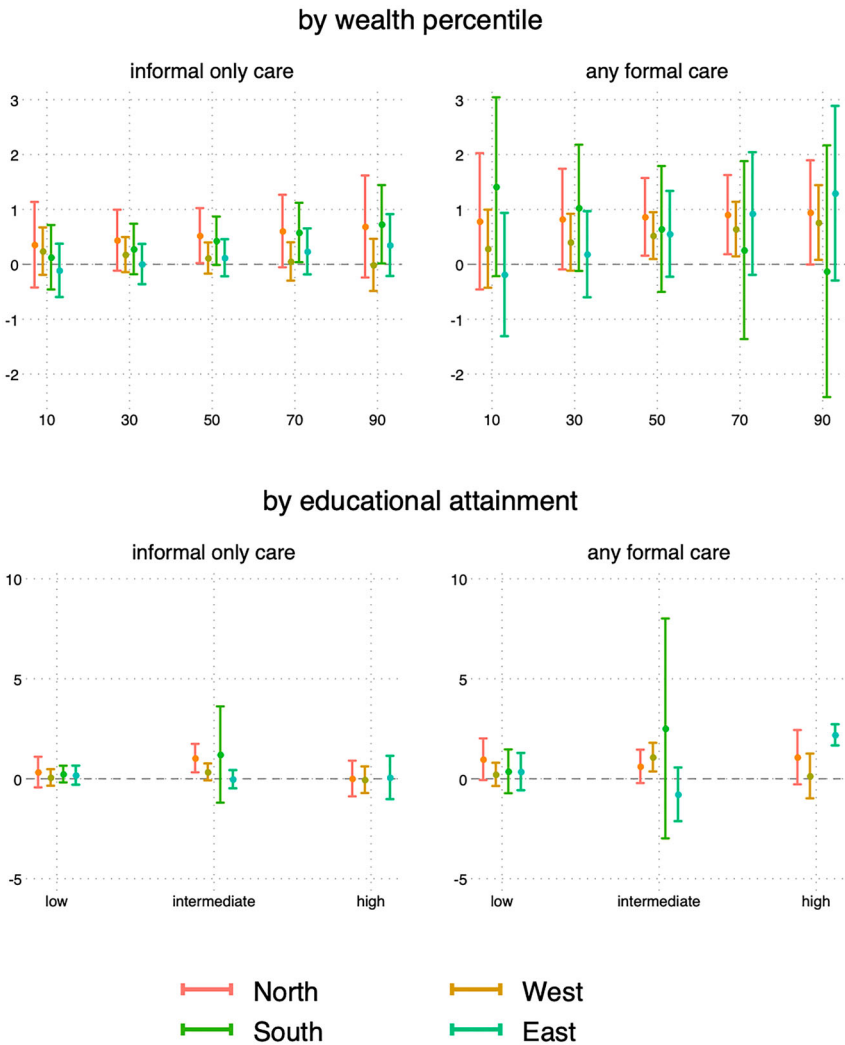 by wealth percentile
informal only care any formal care
3 3
2 2
1 1
0 0
-1 -1
-2 -2
10 30 50 70 90 10 30 50 70 90
by educational attainment
informal only care any formal care
10 10
5 5
0 0
-5 -5
low intermediate high low intermediate high
North West
South East